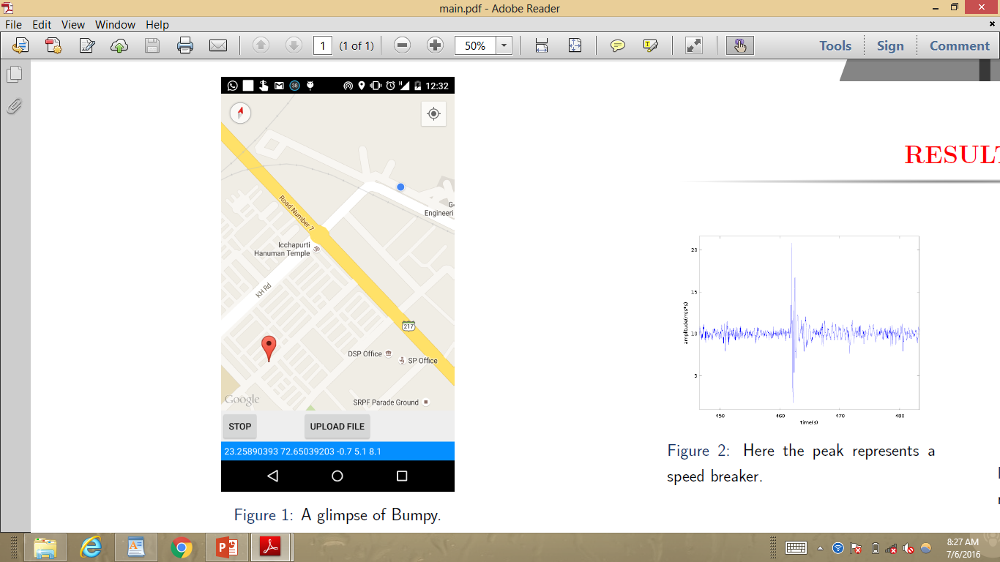 main.pdf - Adobe Reader
File Edit View Window Help
1 (1 of 1) 50% Tools Sign Comment
38 H 12:32
Road Number 7
G
Engineeri
Icchapurti
Hanuman Temple
KH Rd
217
DSP Office
SP Office
Google
SRPF Parade Ground
STOP UPLOAD FILE
23.25890393 72.65039203 -0.7 5.1 8.1
Figure 1: A glimpse of Bumpy.
RESULT
20
15
10
5
amplitude(m/s*s)
450 460 470 480
time(s)
Figure 2: Here the peak represents a
speed breaker.
8:27 AM
7/6/2016